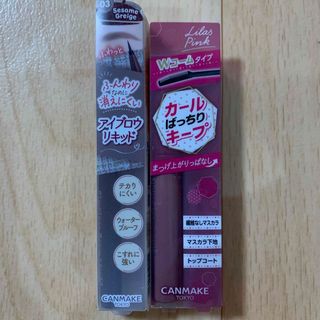 03
Sesame
Greige
ふわっと
ふんわり
なのに
消えにくい
アイブロウ
リキッド
テカリ
にくい
ウォーター
プルーフ
こすれに
強い
CANMAKE
TOKYO
Lilas
Pink
Wコームタイプ
カール
ぱっちり
キープ
まつげ上がりっぱなし
繊維なしマスカラ
マスカラ下地
トップコート
CANMAKE
TOKYO